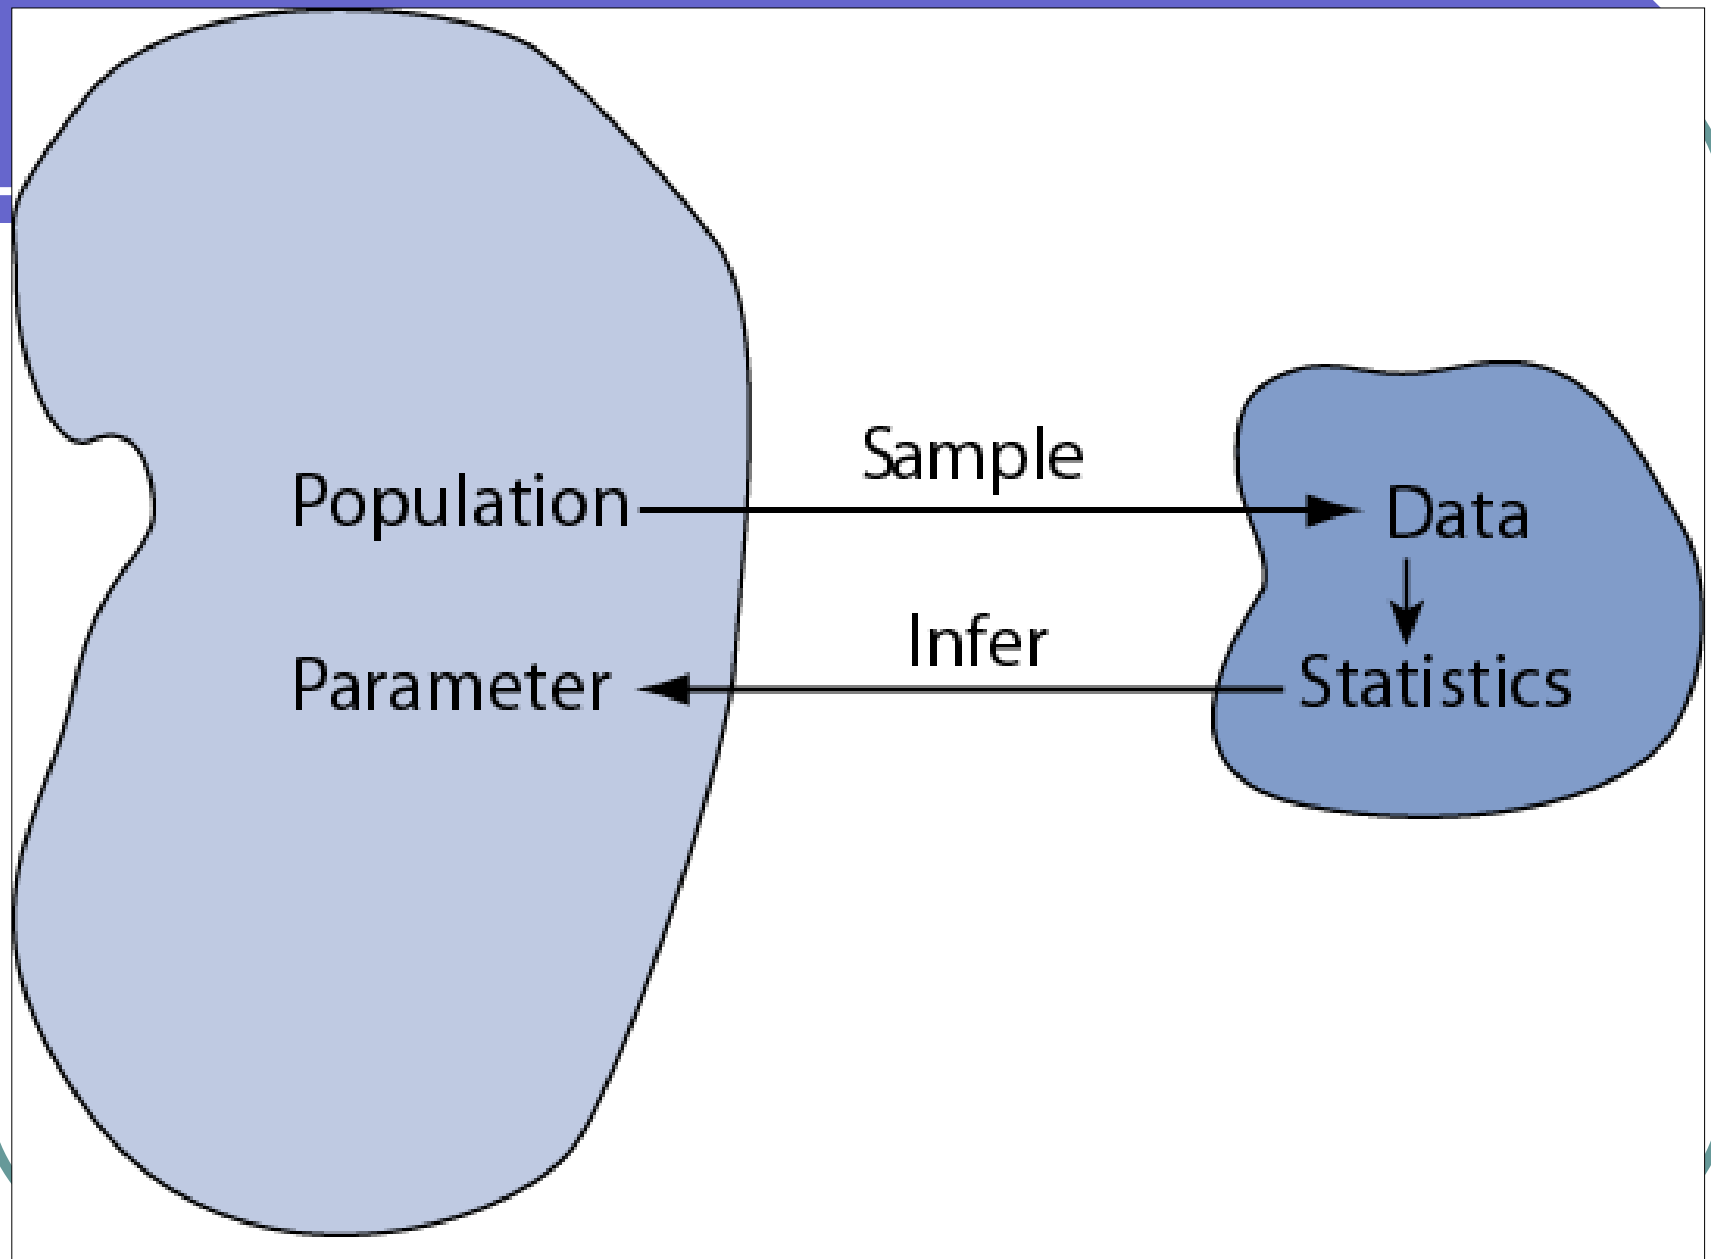 Sample
Population
Data
Infer
Parameter
Statistics